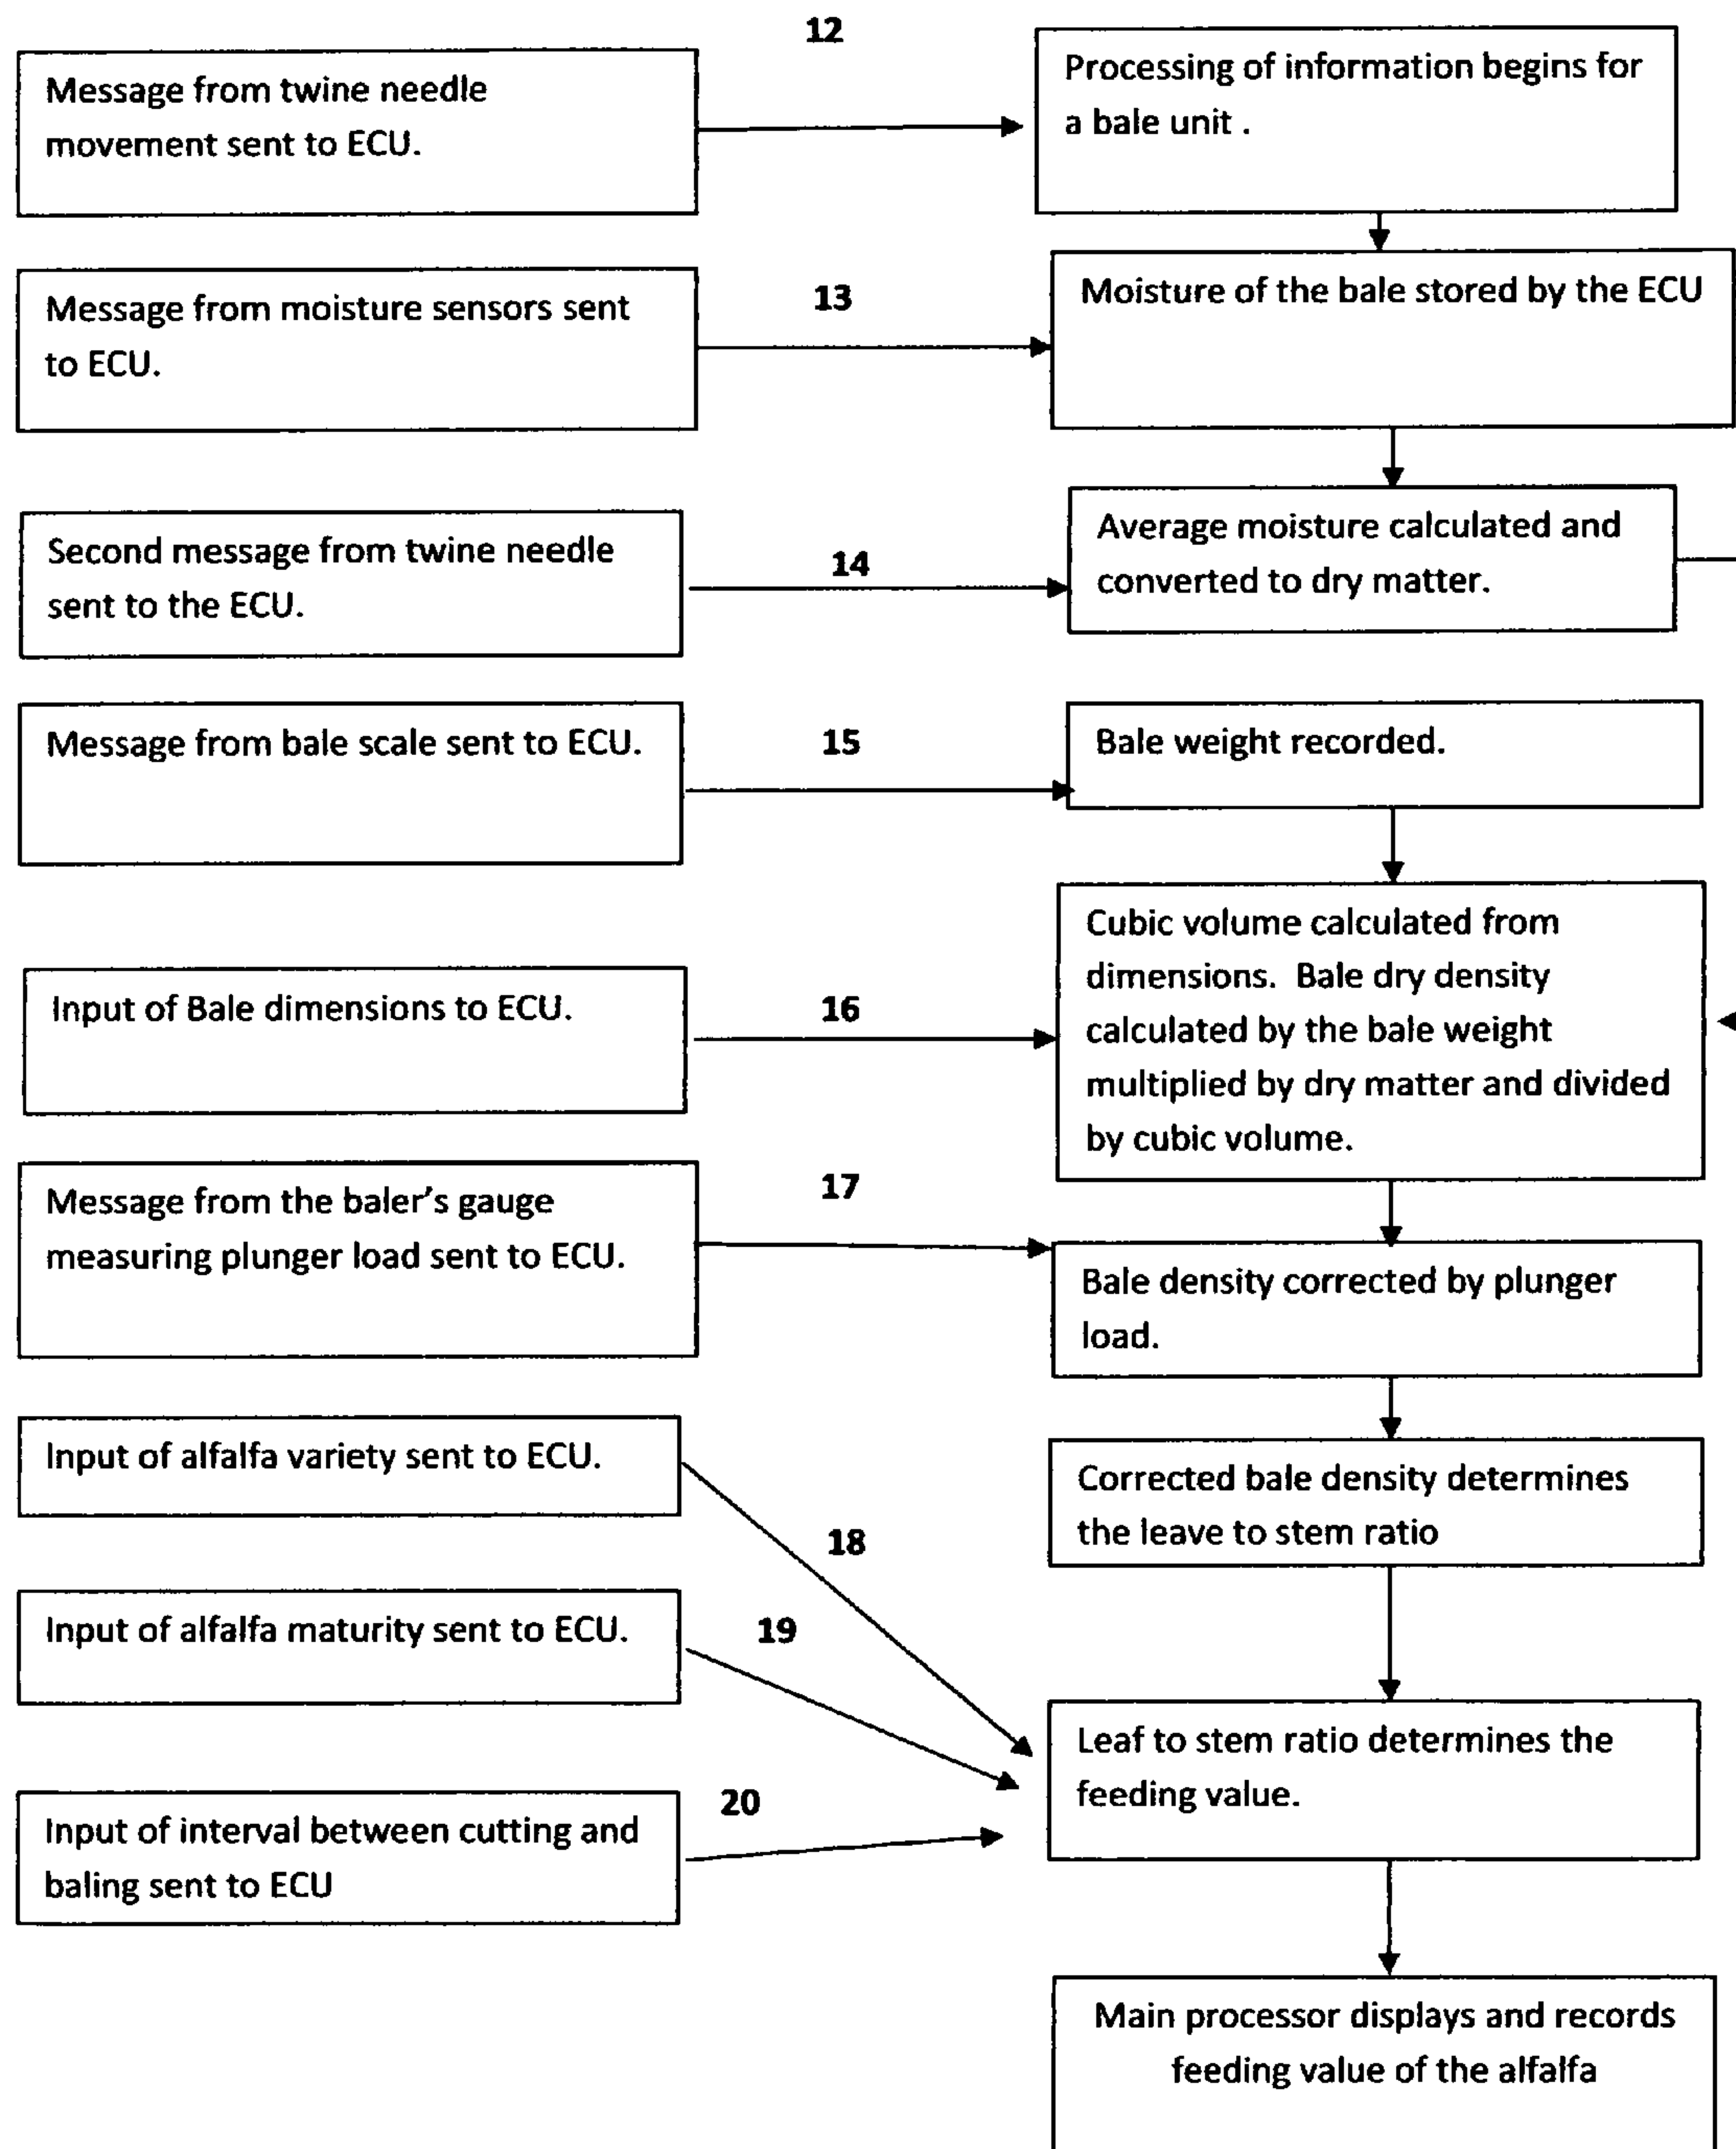 12
Message from twine needle
movement sent to ECU.
Processing of information begins for
a bale unit .
Message from moisture sensors sent
to ECU.
13
Moisture of the bale stored by the ECU
Second message from twine needle
sent to the ECU.
14
Average moisture calculated and
converted to dry matter.
Message from bale scale sent to ECU.
15
Bale weight recorded.
Input of Bale dimensions to ECU.
16
Cubic volume calculated from
dimensions. Bale dry density
calculated by the bale weight
multiplied by dry matter and divided
by cubic volume.
Message from the baler's gauge
measuring plunger load sent to ECU.
17
Bale density corrected by plunger
load.
Input of alfalfa variety sent to ECU.
18
Corrected bale density determines
the leave to stem ratio
Input of alfalfa maturity sent to ECU.
19
Leaf to stem ratio determines the
feeding value.
Input of interval between cutting and
baling sent to ECU
20
Main processor displays and records
feeding value of the alfalfa